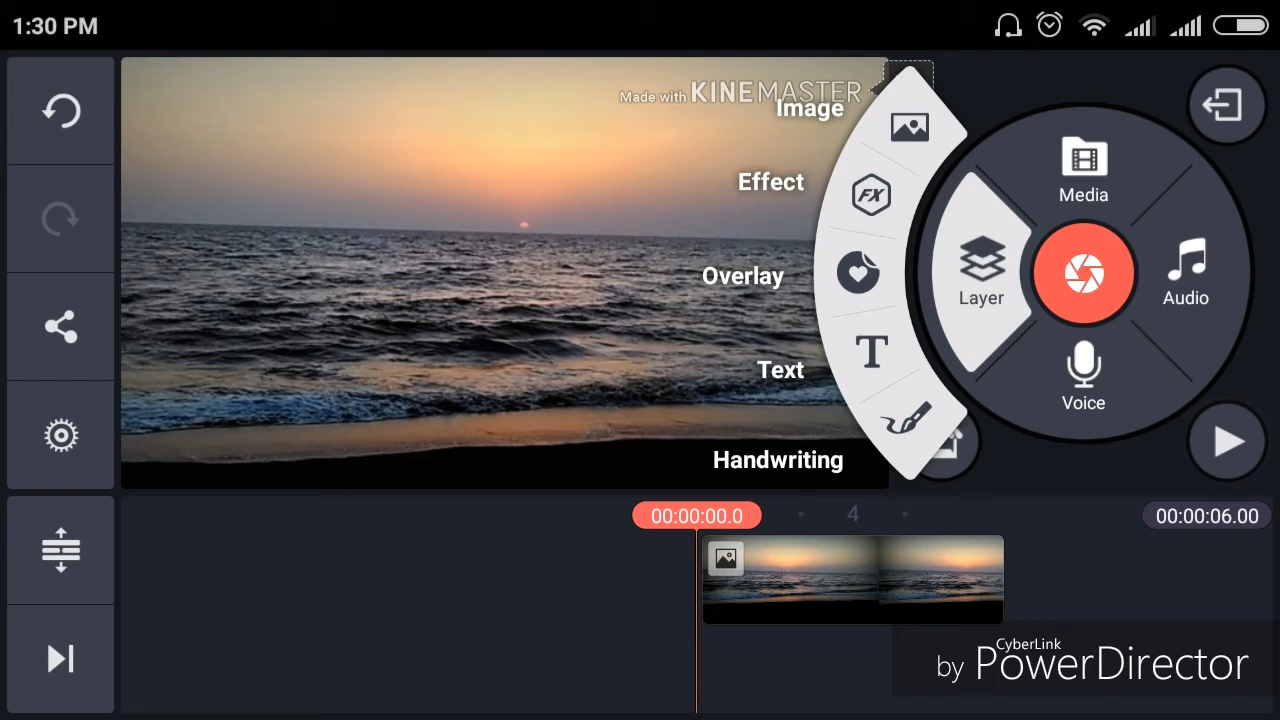 1:30 PM
Made with KINEMASTER
Image
Effect
FX
Overlay
Text
T
Handwriting
Media
Layer
Audio
Voice
00:00:00.0
4
00:00:06.00
CyberLink
by PowerDirector